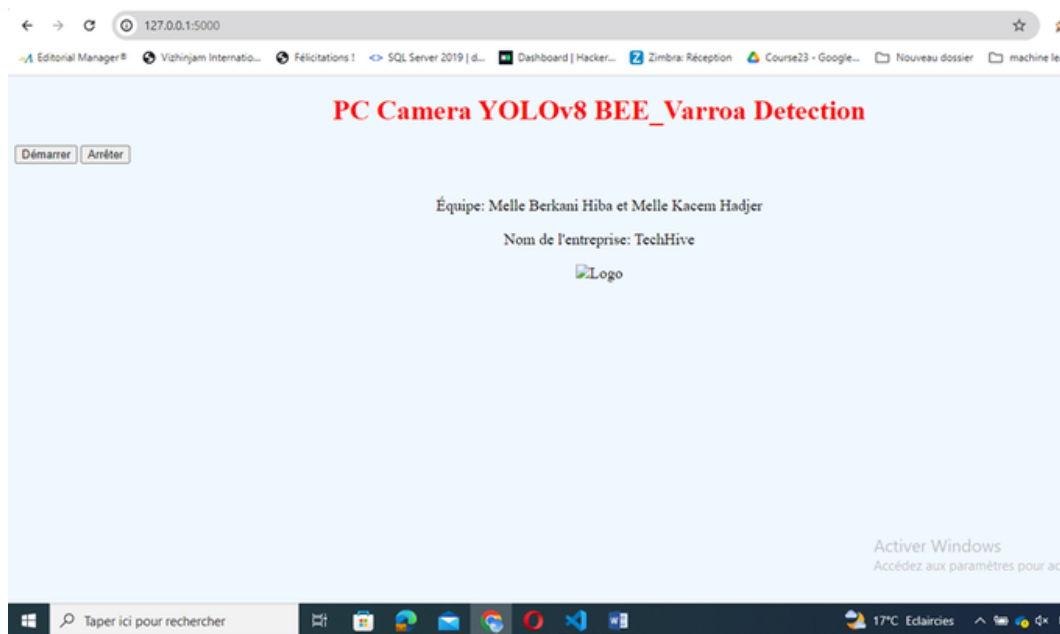 127.0.0.1:5000
Editorial Manager® Vizhinjam Internatio... Félicitations ! SQL Server 2019 | d... Dashboard | Hacker... Zimbra: Réception Course23 - Google... Nouveau dossier machine le
PC Camera YOLOv8 BEE_Varroa Detection
Démarrer Arrêter
Équipe: Melle Berkani Hiba et Melle Kacem Hadjer
Nom de l'entreprise: TechHive
Logo
Activer Windows
Accédez aux paramètres pour ac
Taper ici pour rechercher 17°C Eclaircies